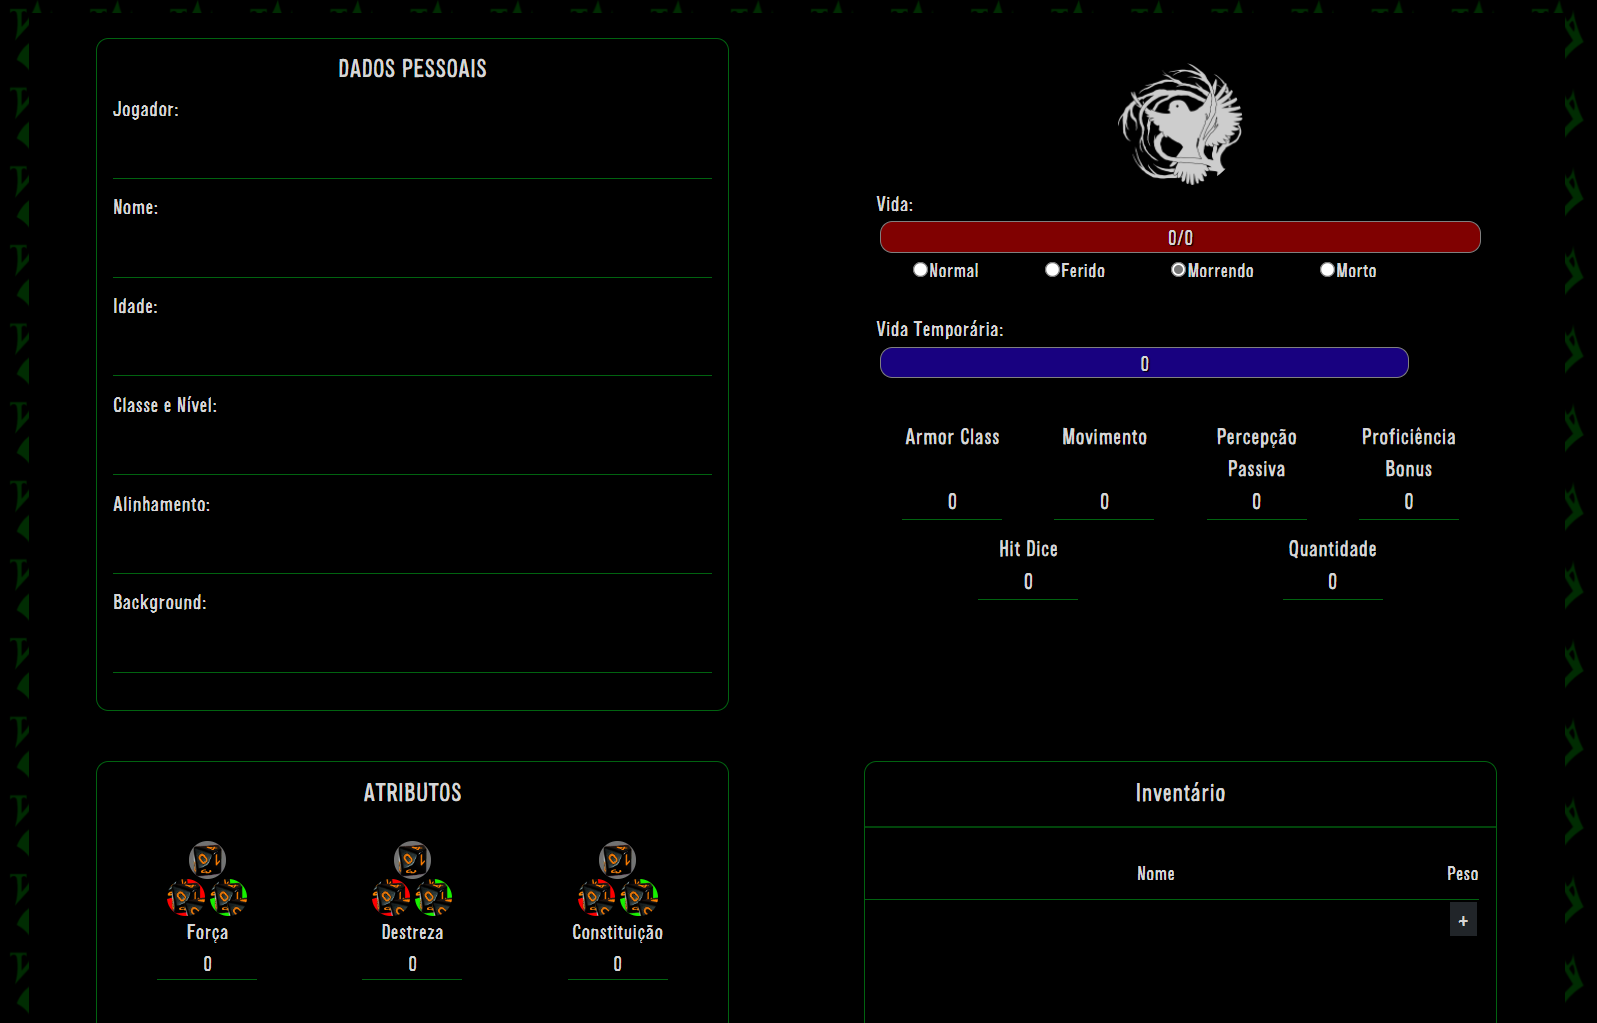 DADOS PESSOAIS
Jogador:
Nome:
Idade:
Classe e Nível:
Alinhamento:
Background:
Vida:
0/0
Normal Ferido Morrendo Morto
Vida Temporária:
0
Armor Class Movimento Percepção Passiva Proficiência Bonus
0 0 0 0
Hit Dice Quantidade
0 0
ATRIBUTOS
Força Destreza Constituição
0 0 0
Inventário
Nome Peso
+